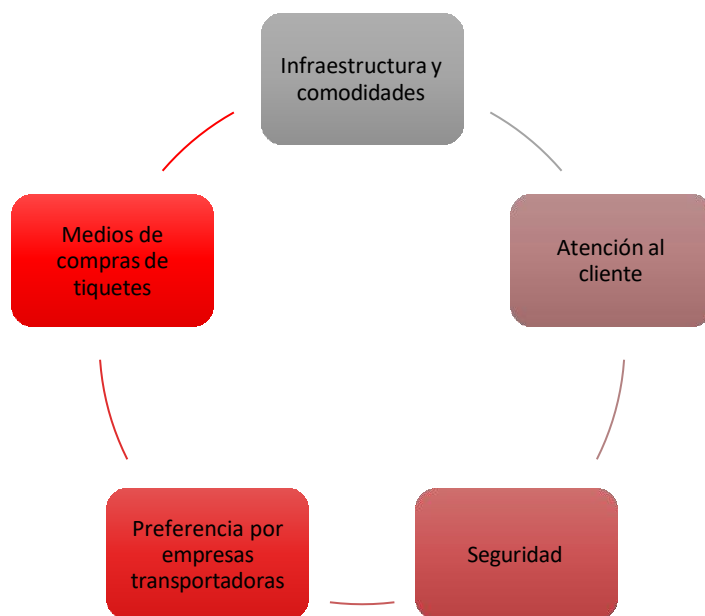 Infraestructura y
comodidades
Atención al
cliente
Seguridad
Preferencia por
empresas
transportadoras
Medios de
compras de
tiquetes